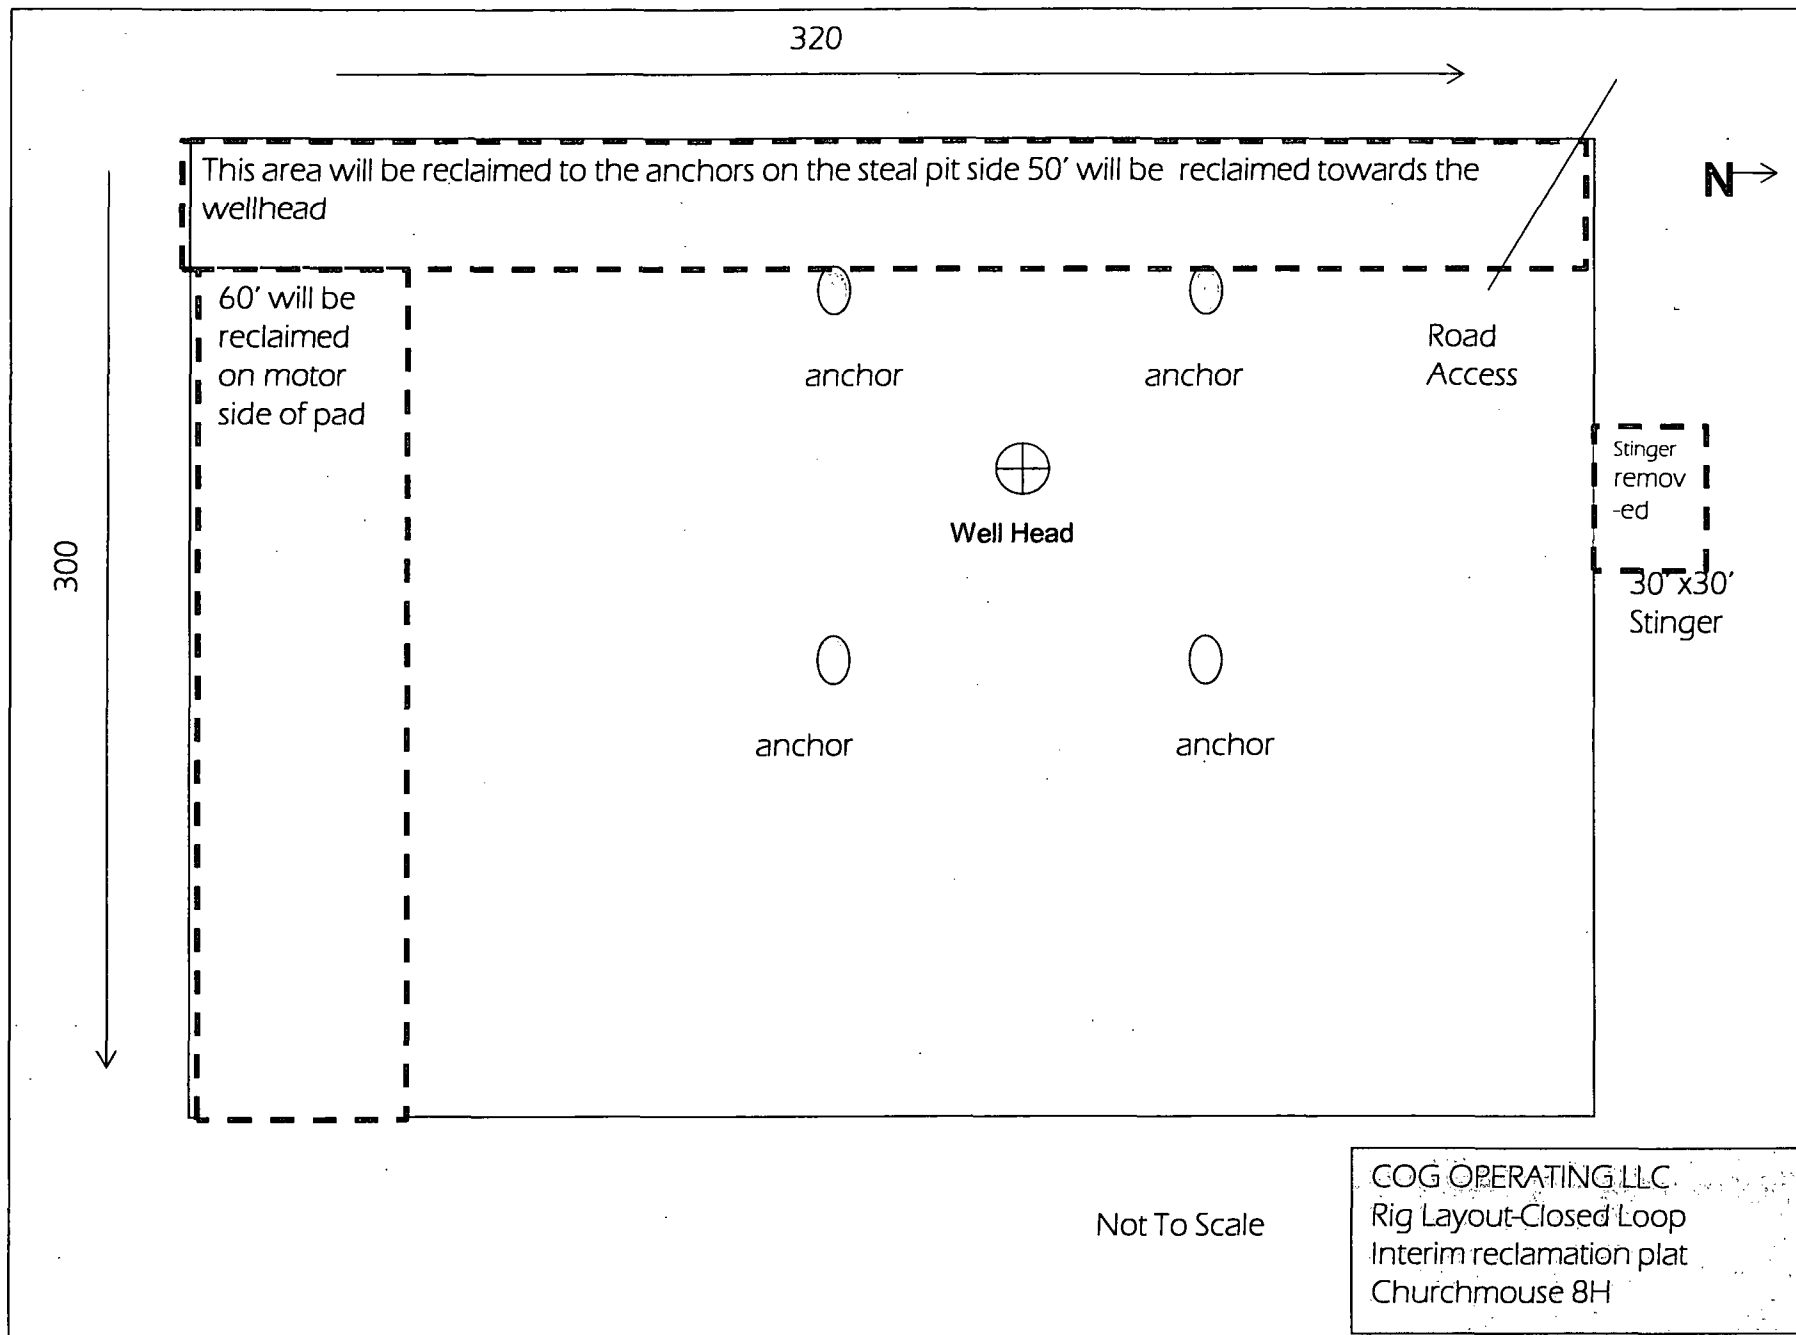 320
This area will be reclaimed to the anchors on the steal pit side 50' will be reclaimed towards the
wellhead
N
60' will be
reclaimed
on motor
side of pad
Road
Access
anchor
anchor
Stinger
remov
-ed
Well Head
300
30' x30'
Stinger
anchor
anchor
Not To Scale
COG OPERATING LLC
Rig Layout-Closed Loop
Interim reclamation plat
Churchmouse 8H